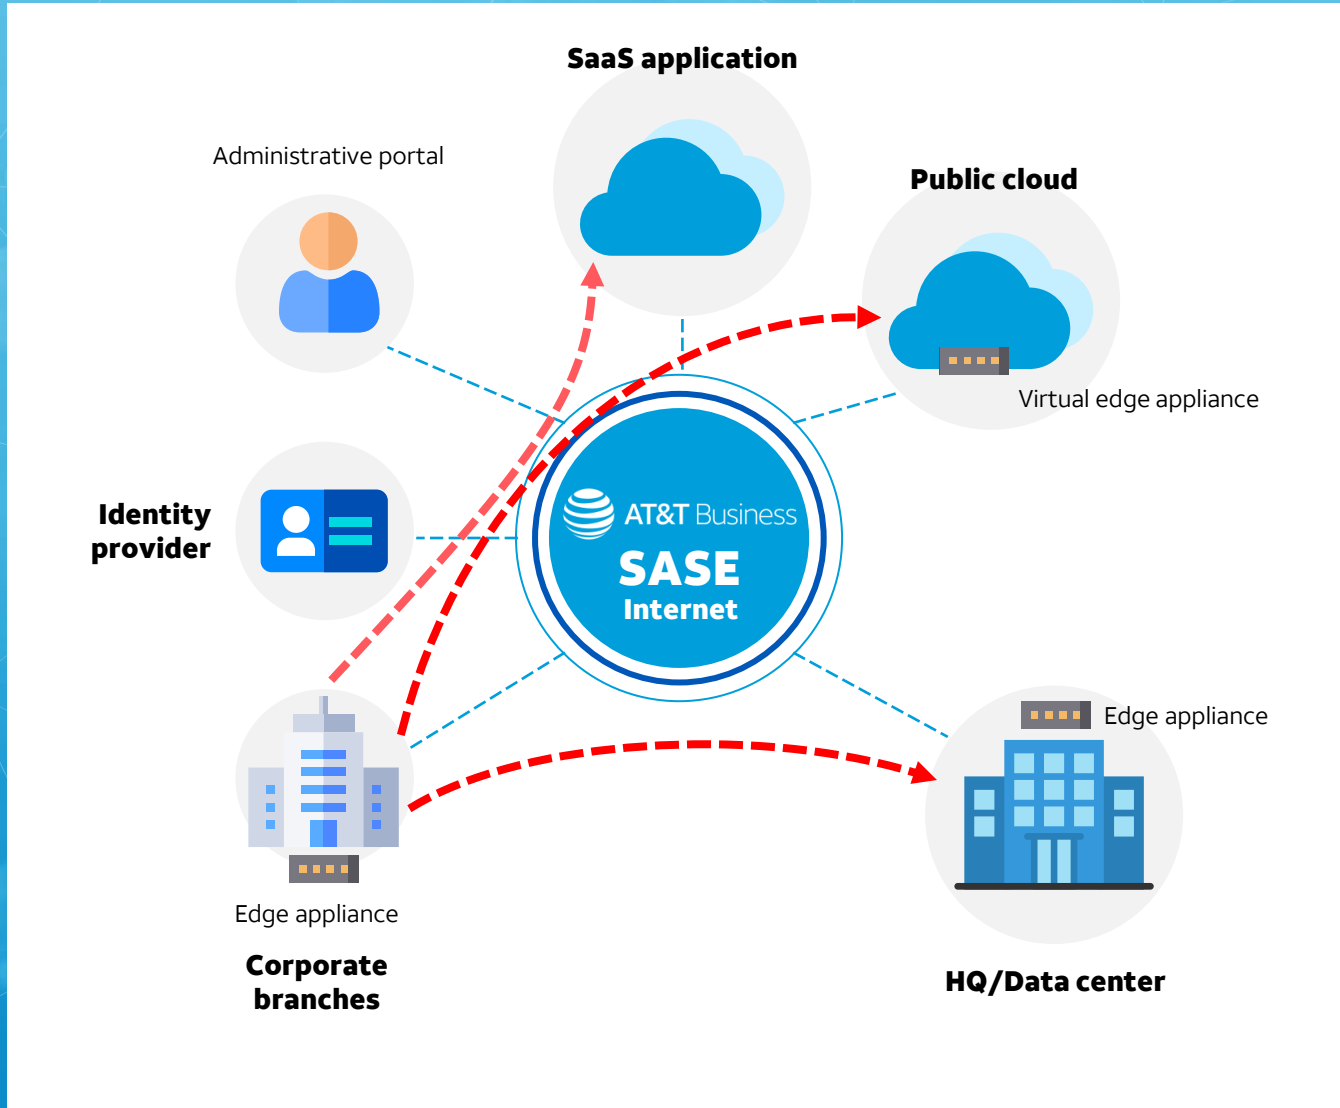 SaaS application
Administrative portal
Public cloud
Virtual edge appliance
Identity
provider
AT&T Business
SASE
Internet
Edge appliance
Edge appliance
Corporate
branches
HQ/Data center